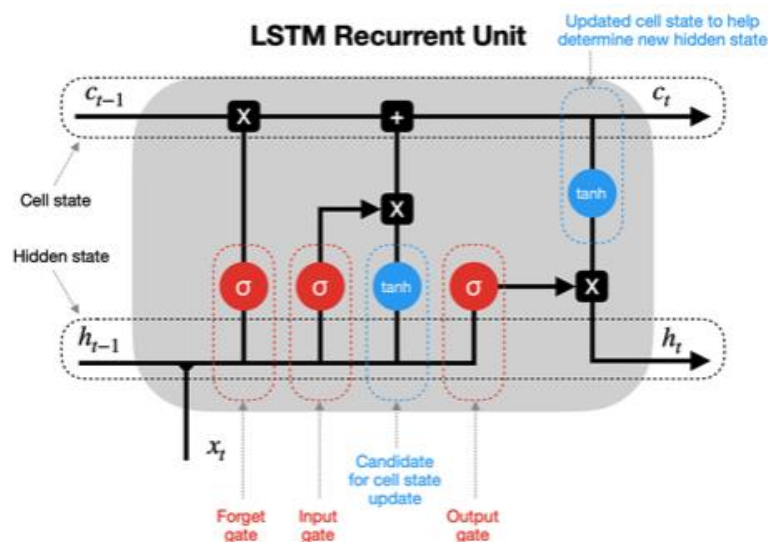 Updated cell state to help
determine new hidden state
LSTM Recurrent Unit
c_{t-1}
c_t
X
+
Cell state
X
tanh
Hidden state
σ
σ
tanh
σ
X
h_{t-1}
h_t
x_t
Candidate
for cell state
update
Forget
gate
Input
gate
Output
gate